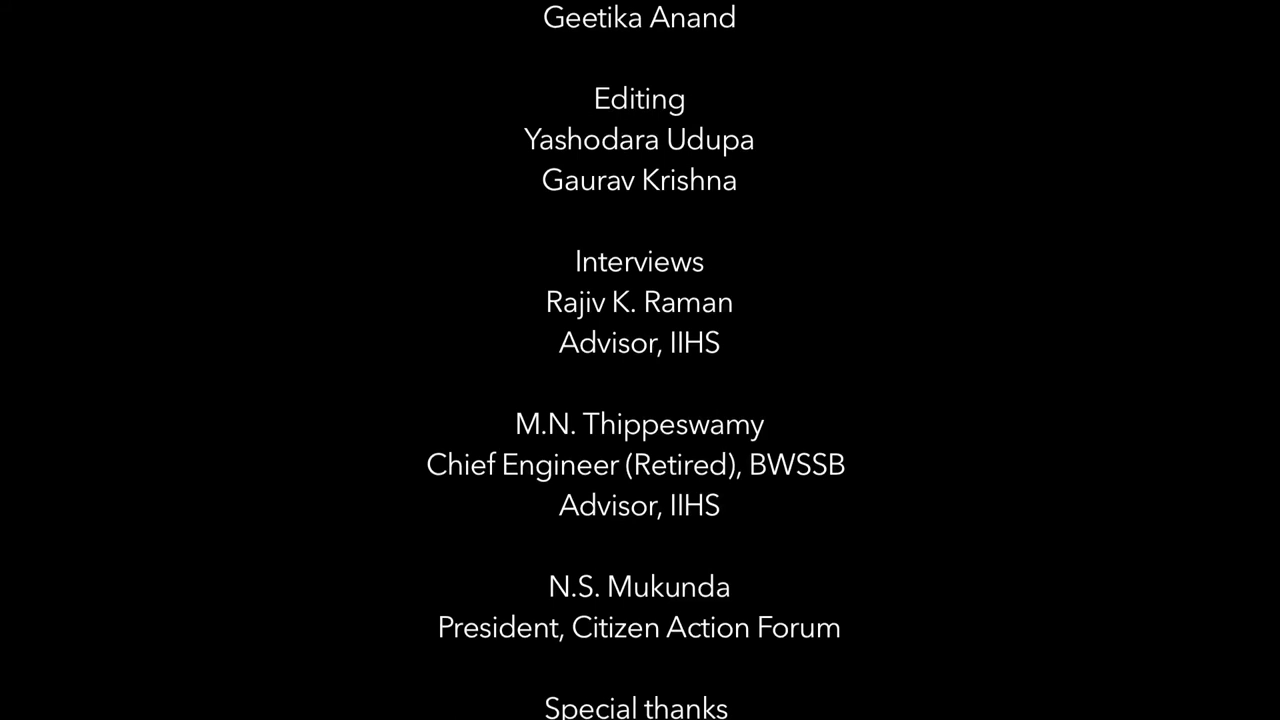 Geetika Anand
Editing
Yashodara Udupa
Gaurav Krishna
Interviews
Rajiv K. Raman
Advisor, IIHS
M.N. Thippeswamy
Chief Engineer (Retired), BWSSB
Advisor, IIHS
N.S. Mukunda
President, Citizen Action Forum
Special thanks